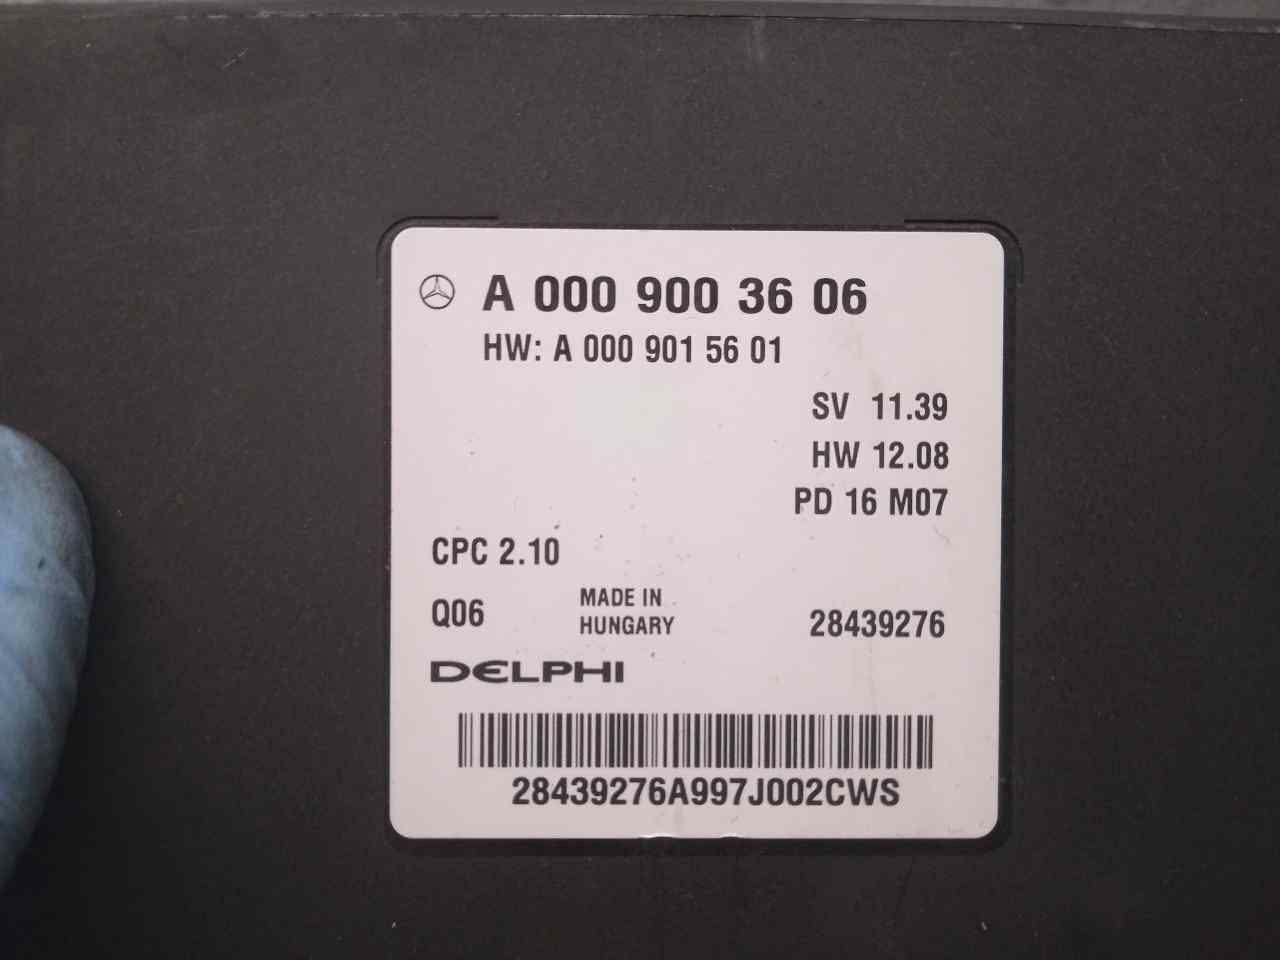 A 000 900 36 06
HW: A 000 901 56 01
SV 11.39
HW 12.08
PD 16 M07
CPC 2.10
Q06
MADE IN
HUNGARY
28439276
DELPHI
28439276A997J002CWS